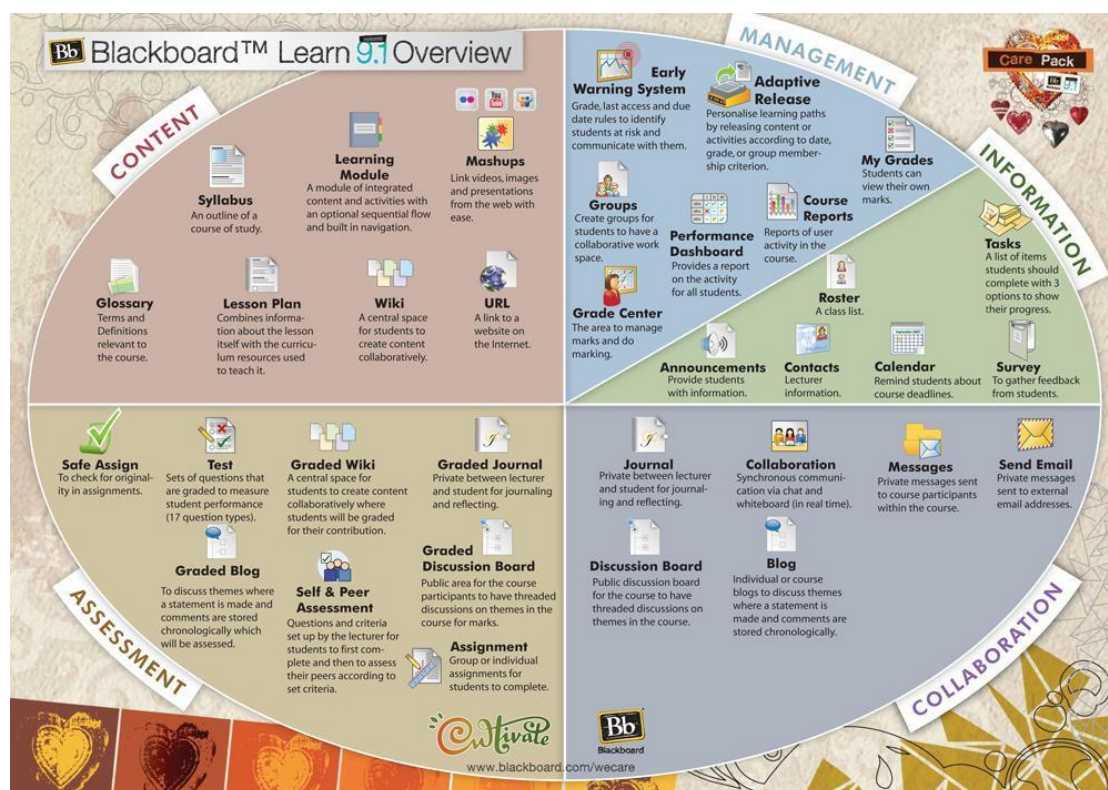 Bb Blackboard™ Learn 9.1 Overview
CONTENT
Syllabus
An outline of a
course of study.
Learning
Module
A module of integrated
content and activities with
an optional sequential flow
and built in navigation.
You
Tube
Mashups
Link videos, images
and presentations
from the web with
ease.
Glossary
Terms and
Definitions
relevant to
the course.
Lesson Plan
Combines informa-
tion about the lesson
itself with the curricu-
lum resources used
to teach it.
Wiki
A central space
for students to
create content
collaboratively.
URL
A link to a
website on
the Internet.
MANAGEMENT
Early
Warning System
Grade, last access and due
date rules to identify
students at risk and
communicate with them.
Adaptive
Release
Personalise learning paths
by releasing content or
activities according to date,
grade, or group member-
ship criterion.
My Grades
Students can
view their own
marks.
Groups
Create groups for
students to have a
collaborative work
space.
Performance
Dashboard
Provides a report
on the activity
for all students.
Course
Reports
Reports of user
activity in the
course.
Grade Center
The area to manage
marks and do
marking.
Care Pack
Bb 9.1
INFORMATION
Tasks
A list of items
students should
complete with 3
options to show
their progress.
Roster
A class list.
Announcements
Provide students
with information.
Contacts
Lecturer
information.
Calendar
Remind students about
course deadlines.
Survey
To gather feedback
from students.
Safe Assign
To check for original-
ity in assignments.
Test
Sets of questions that
are graded to measure
student performance
(17 question types).
Graded Wiki
A central space for
students to create content
collaboratively where
students will be graded
for their contribution.
Graded Journal
Private between lecturer
and student for journaling
and reflecting.
Graded Blog
To discuss themes where
a statement is made and
comments are stored
chronologically which
will be assessed.
Self & Peer
Assessment
Questions and criteria
set up by the lecturer for
students to first com-
plete and then to assess
their peers according to
set criteria.
Graded
Discussion Board
Public area for the course
participants to have threaded
discussions on themes in the
course for marks.
Assignment
Group or individual
assignments for
students to complete.
ASSESSMENT
Cultivate
Journal
Private between lecturer
and student for journal-
ing and reflecting.
Collaboration
Synchronous communi-
cation via chat and
whiteboard (in real time).
Messages
Private messages sent
to course participants
within the course.
Send Email
Private messages
sent to external
email addresses.
Discussion Board
Public discussion board
for the course to have
threaded discussions on
themes in the course.
Blog
Individual or course
blogs to discuss themes
where a statement is
made and comments are
stored chronologically.
COLLABORATION
Bb
Blackboard
www.blackboard.com/wecare